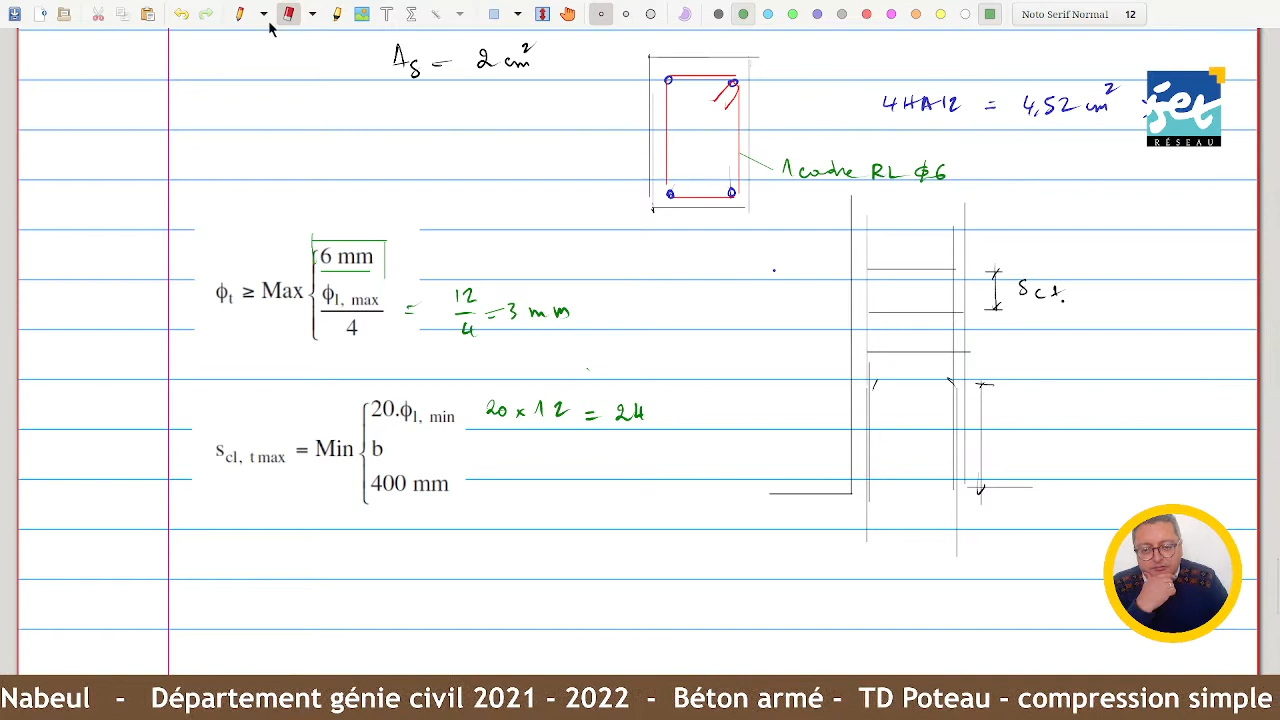 Noto Serif Normal 12
As = 2 cm²
4HA12 = 4,52 cm²
iset
RÉSEAU
1 cadre RL φ6
ϕt ≥ Max { 6 mm
ϕl, max / 4 = 12/4 = 3 mm
scl.t.
scl, t max = Min { 20.ϕl, min 20 x 12 = 24
b
400 mm
Nabeul - Département génie civil 2021 - 2022 - Béton armé - TD Poteau - compression simple